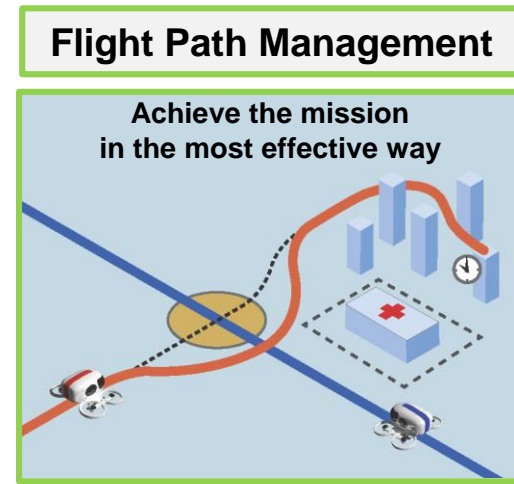 Flight Path Management
Achieve the mission
in the most effective way